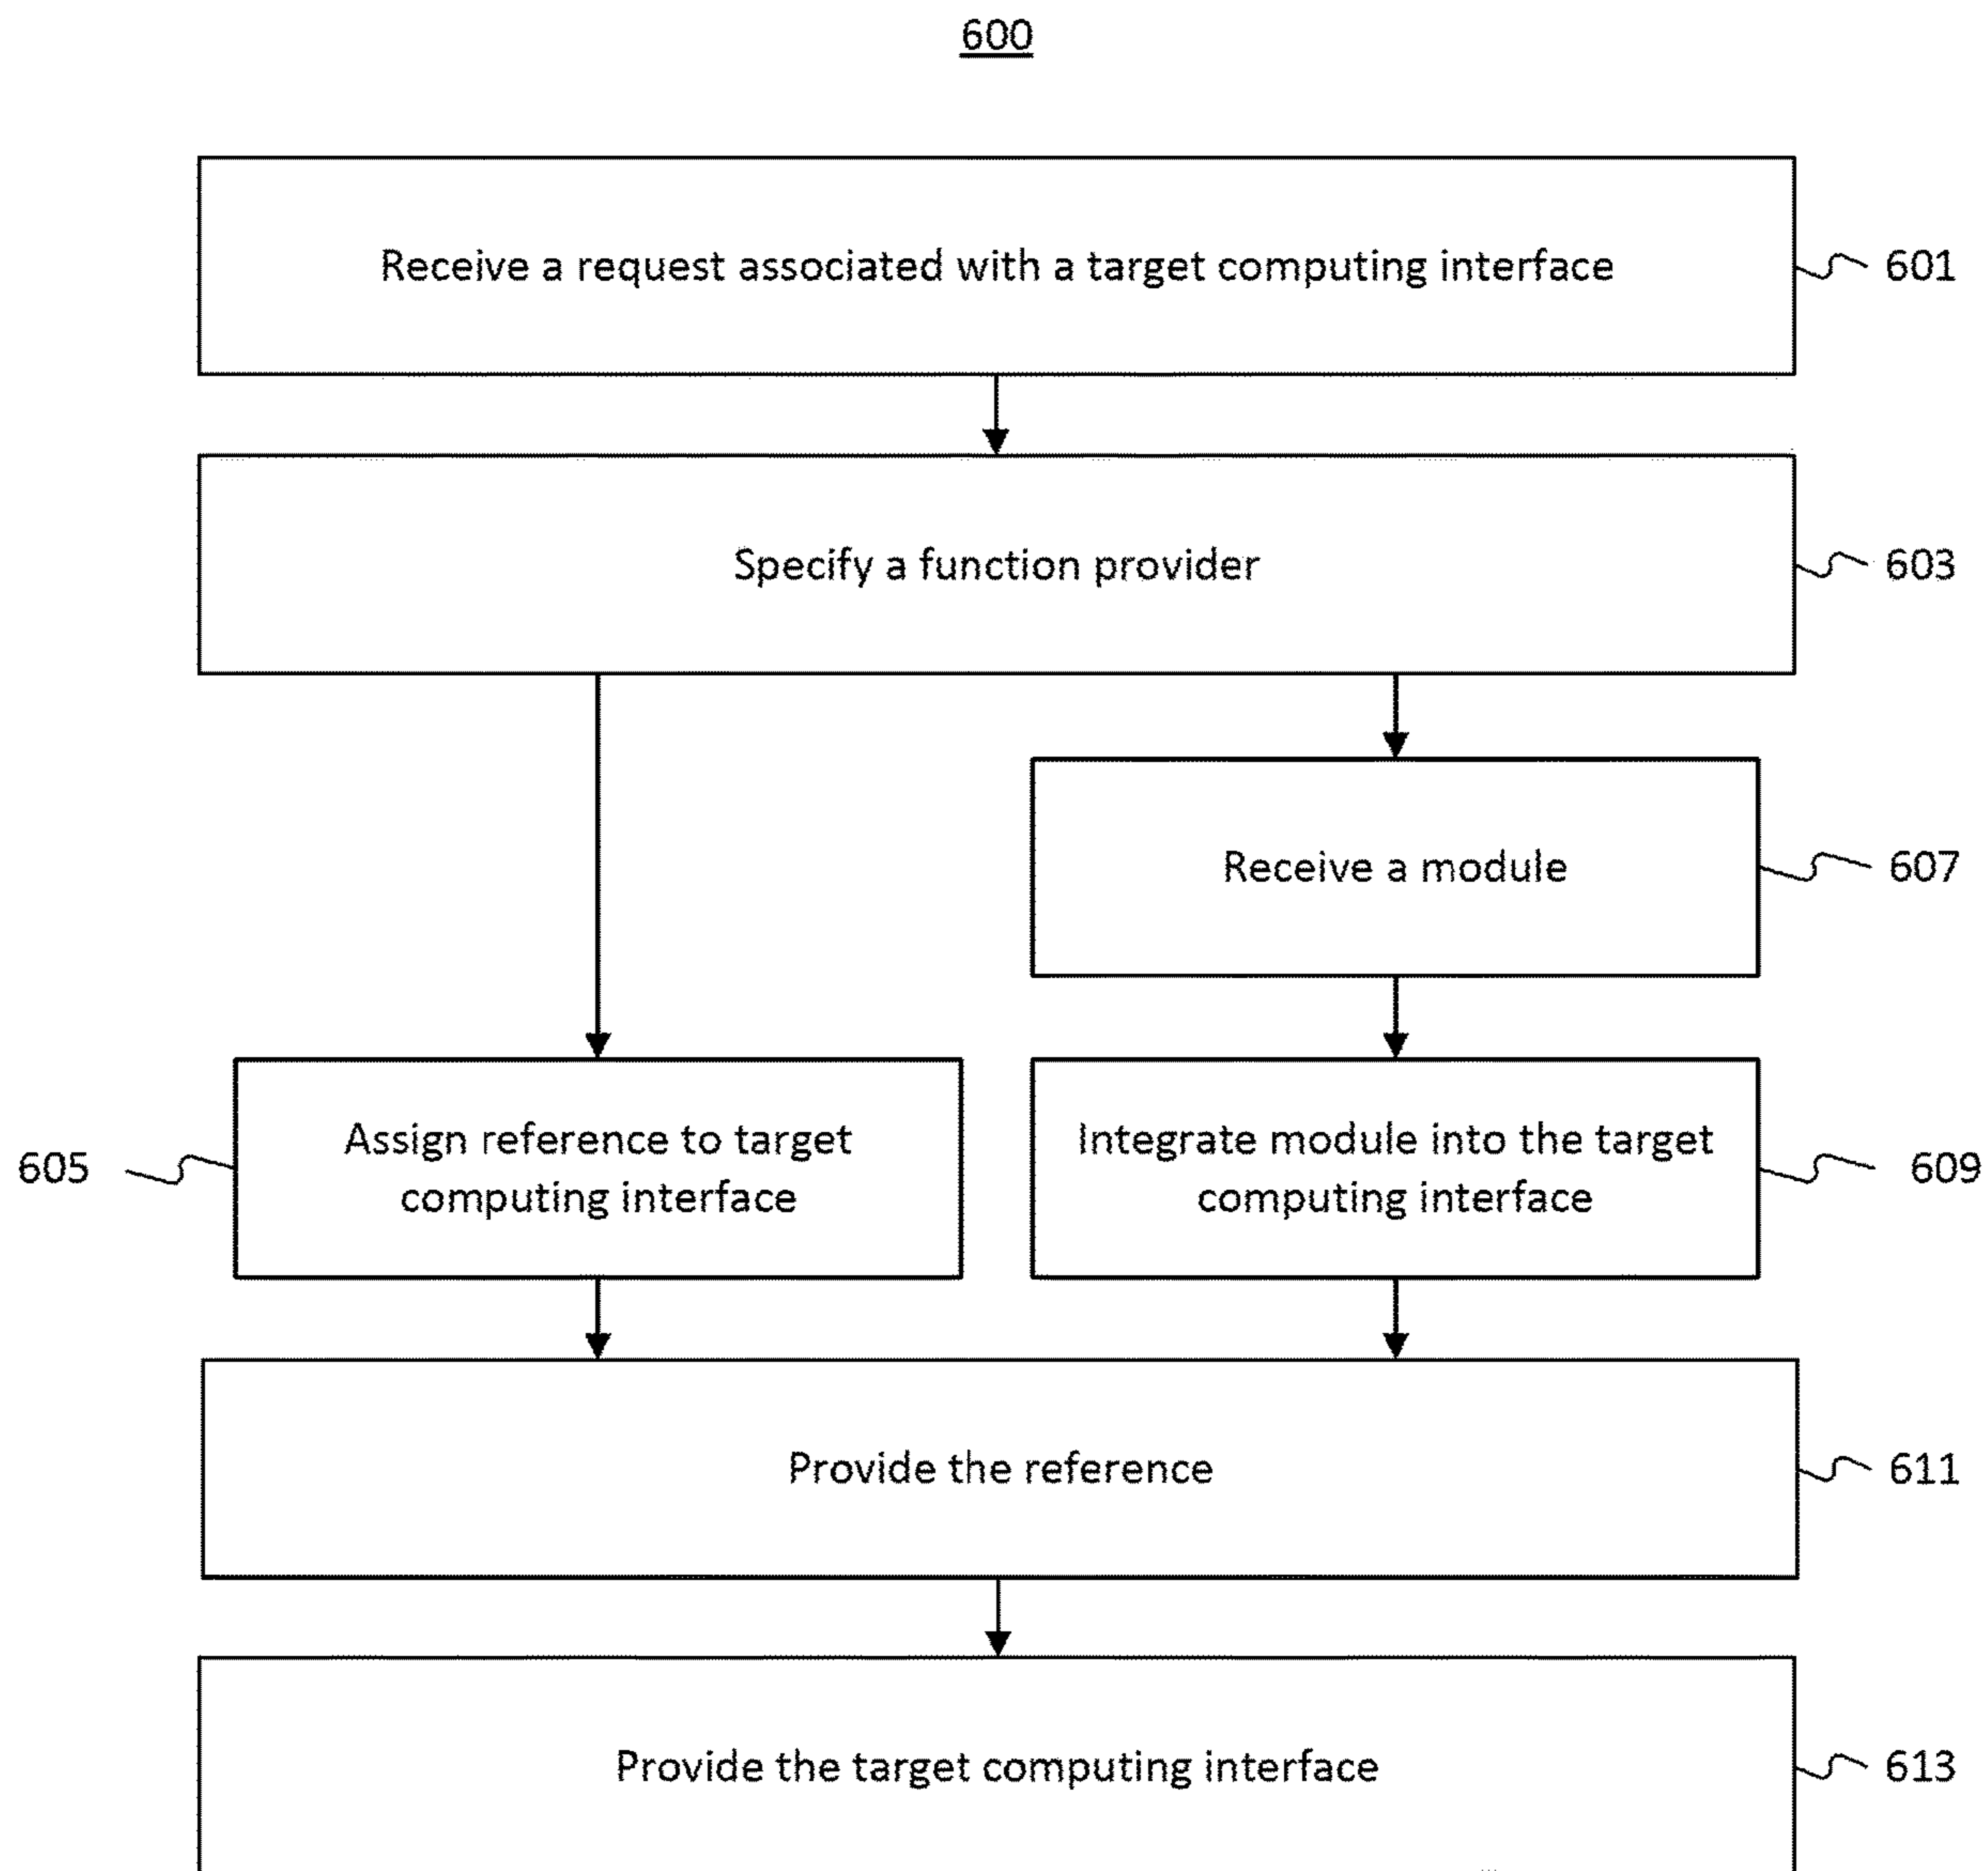 600
Receive a request associated with a target computing interface
601
Specify a function provider
603
Receive a module
607
Assign reference to target
computing interface
605
Integrate module into the target
computing interface
609
Provide the reference
611
Provide the target computing interface
613